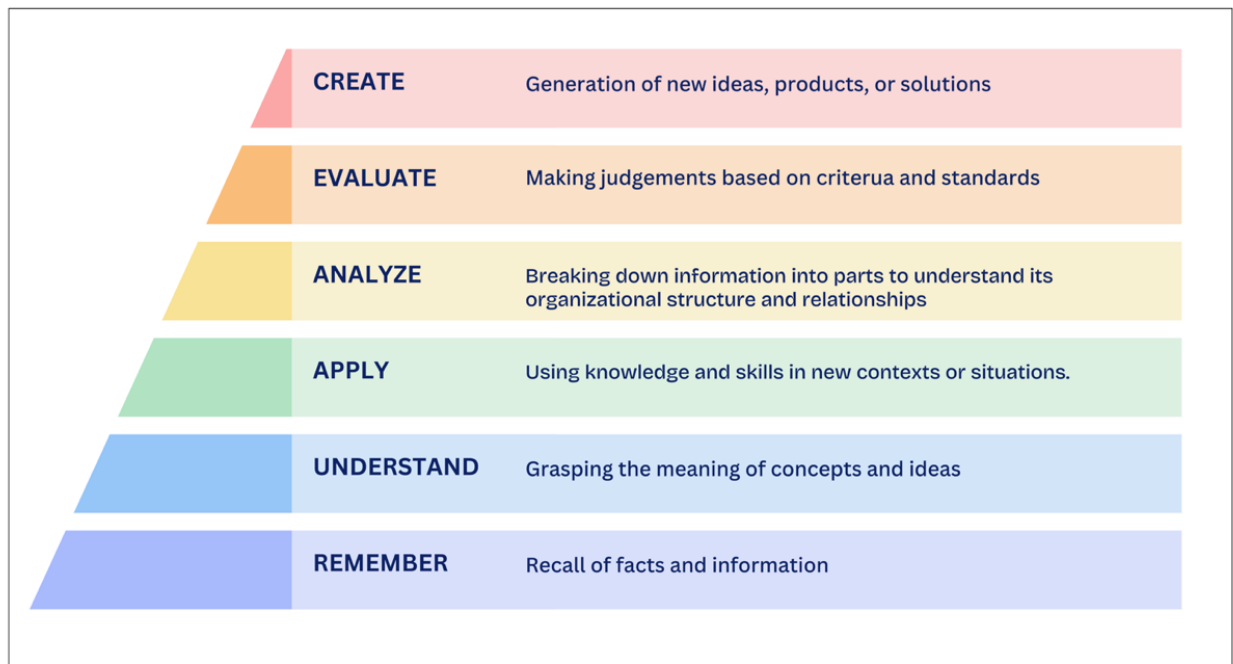 CREATE Generation of new ideas, products, or solutions
EVALUATE Making judgements based on criterua and standards
ANALYZE Breaking down information into parts to understand its
organizational structure and relationships
APPLY Using knowledge and skills in new contexts or situations.
UNDERSTAND Grasping the meaning of concepts and ideas
REMEMBER Recall of facts and information